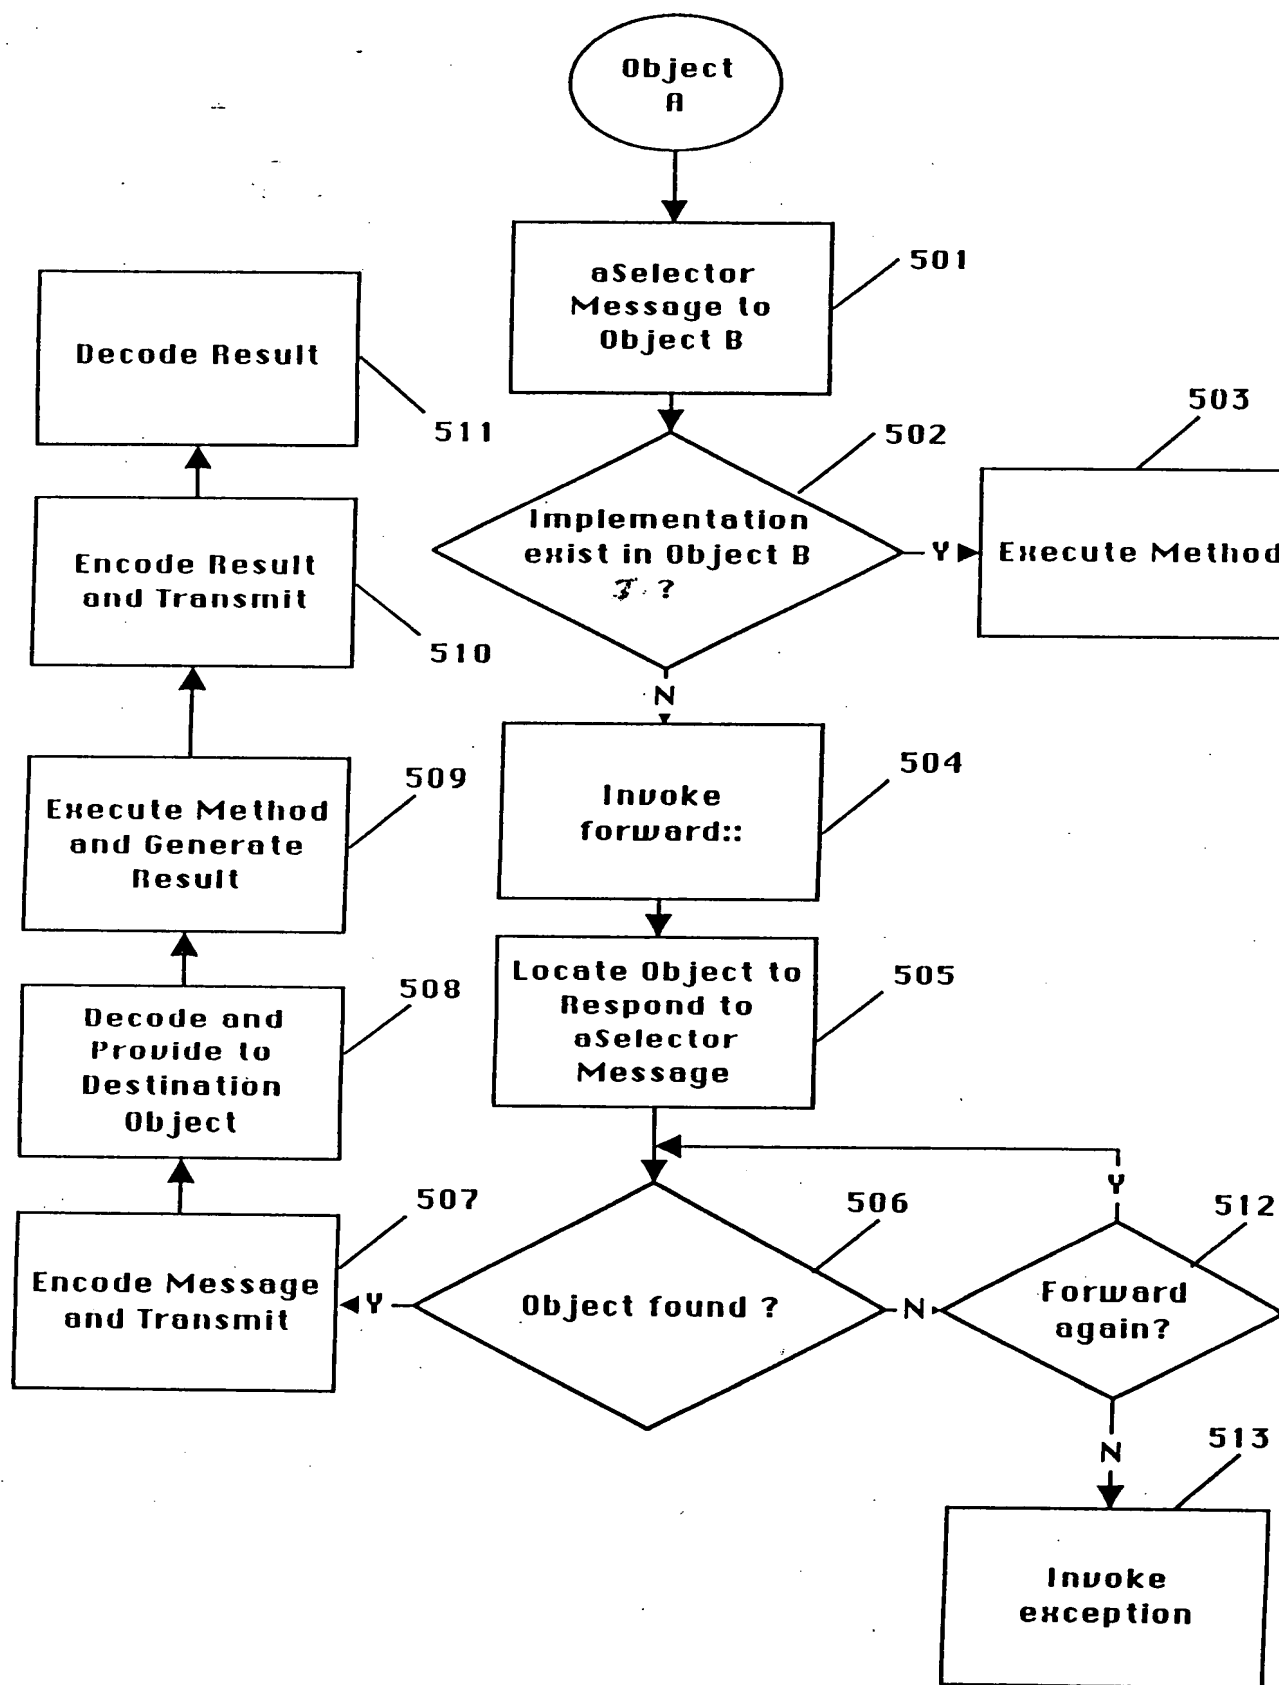 Object
A
aSelector
Message to
Object B
501
Implementation
exist in Object B
?
502
Y
Execute Method
503
N
Invoke
forward::
504
Locate Object to
Respond to
aSelector
Message
505
Object found ?
506
Y
Encode Message
and Transmit
507
Decode and
Provide to
Destination
Object
508
Execute Method
and Generate
Result
509
Encode Result
and Transmit
510
Decode Result
511
N
Forward
again?
512
Y
N
Invoke
exception
513